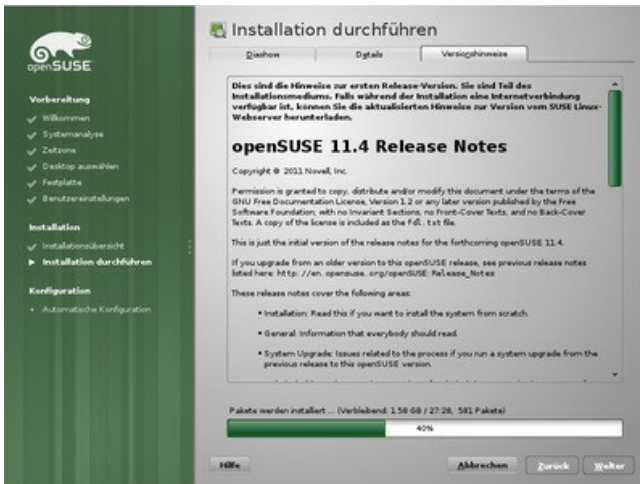 openSUSE
Vorbereitung
Willkommen
Systemanalyse
Zeitzone
Desktop auswählen
Festplatte
Benutzereinstellungen
Installation
Installationsübersicht
Installation durchführen
Konfiguration
Automatische Konfiguration
Installation durchführen
Diashow Details Versionshinweise
Dies sind die Hinweise zur ersten Release-Version. Sie sind Teil des
Installationsmediums. Falls während der Installation eine Internetverbindung
verfügbar ist, können Sie die aktualisierten Hinweise zur Version vom SUSE Linux-
Webserver herunterladen.
openSUSE 11.4 Release Notes
Copyright © 2011 Novell, Inc.
Permission is granted to copy, distribute and/or modify this document under the terms of the
GNU Free Documentation License, Version 1.2 or any later version published by the Free
Software Foundation; with no Invariant Sections, no Front-Cover Texts, and no Back-Cover
Texts. A copy of the license is included as the fdl.txt file.
This is just the initial version of the release notes for the forthcoming openSUSE 11.4.
If you upgrade from an older version to this openSUSE release, see previous release notes
listed here: http://en.opensuse.org/openSUSE:Release_Notes
These release notes cover the following areas:
• Installation: Read this if you want to install the system from scratch.
• General: Information that everybody should read.
• System Upgrade: Issues related to the process if you run a system upgrade from the
previous release to this openSUSE version.
Pakete werden installiert ... (Verbleibend: 1.58 GB / 27:28, 581 Pakete)
40%
Hilfe Abbrechen Zurück Weiter